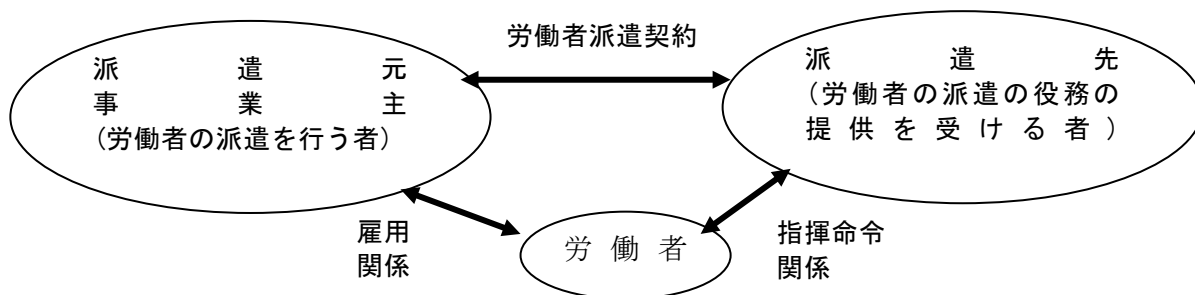 労働者派遣契約
派遣元
事業主
(労働者の派遣を行う者)
派遣先
(労働者の派遣の役務の
提供を受ける者)
雇用
関係
労働者
指揮命令
関係